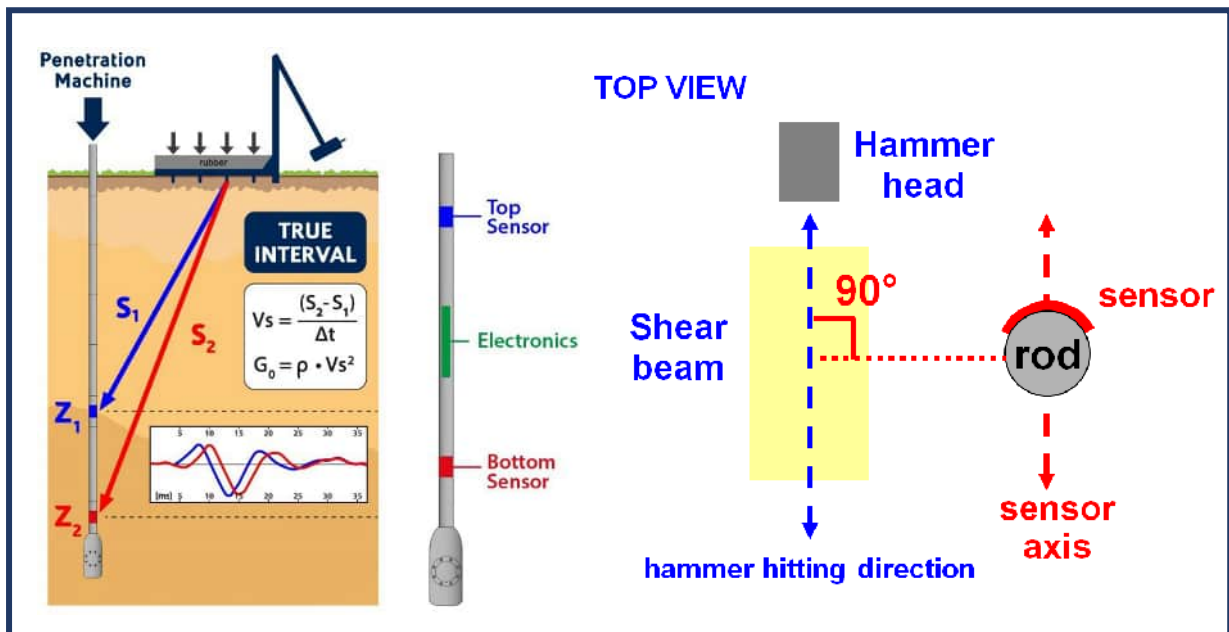 Penetration
Machine
rubber
TRUE
INTERVAL
Vs = (S₂-S₁) / Δt
G₀ = ρ • Vs²
S₁
S₂
Z₁
Z₂
5 10 15 20 25 30 35
[ms] 5 10 15 20 25 30 35
Top
Sensor
Electronics
Bottom
Sensor
TOP VIEW
Hammer
head
90°
Shear
beam
sensor
rod
sensor
axis
hammer hitting direction